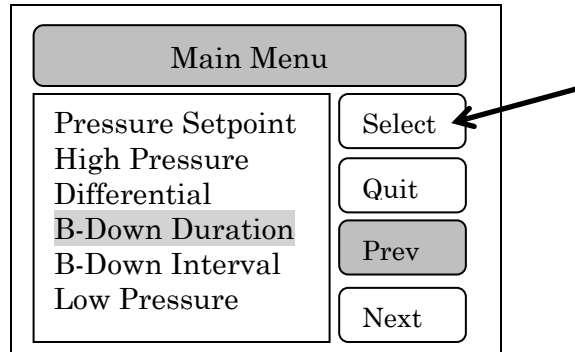 Main Menu
Pressure Setpoint
High Pressure
Differential
B-Down Duration
B-Down Interval
Low Pressure
Select
Quit
Prev
Next